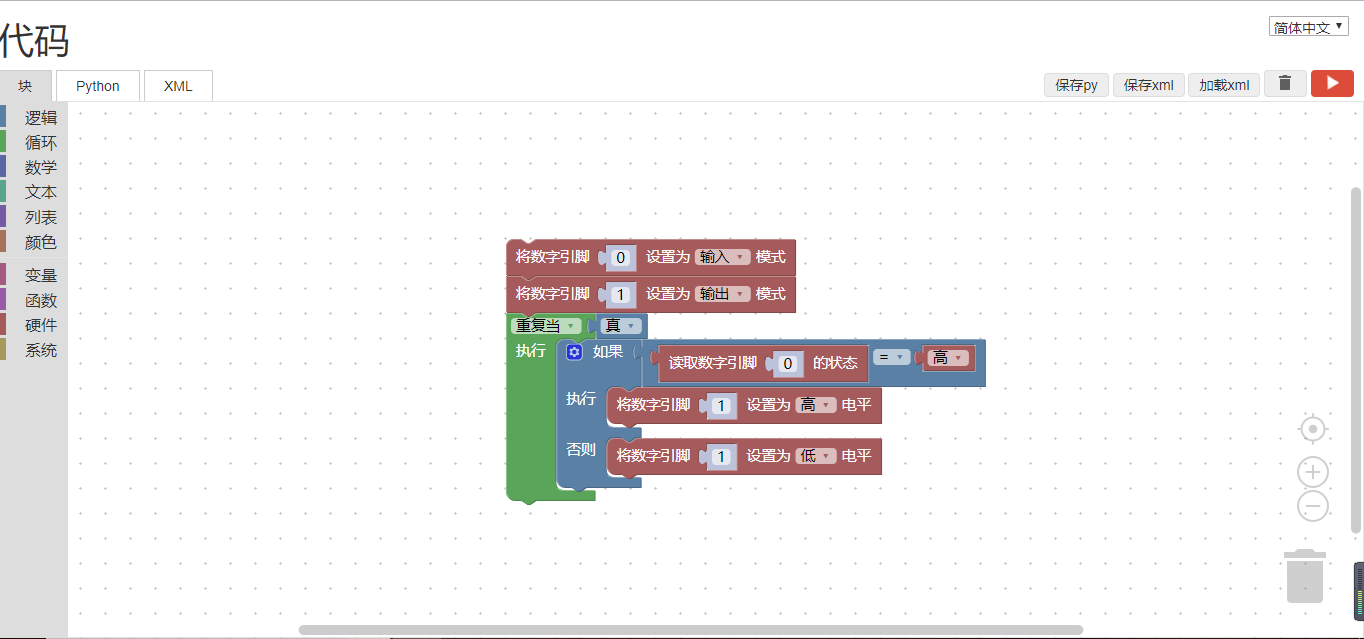 代码
简体中文
块 Python XML 保存py 保存xml 加载xml
逻辑
循环
数学
文本
列表
颜色
变量
函数
硬件
系统
将数字引脚 0 设置为 输入 模式
将数字引脚 1 设置为 输出 模式
重复当 真
执行 如果 读取数字引脚 0 的状态 = 高
执行 将数字引脚 1 设置为 高 电平
否则 将数字引脚 1 设置为 低 电平